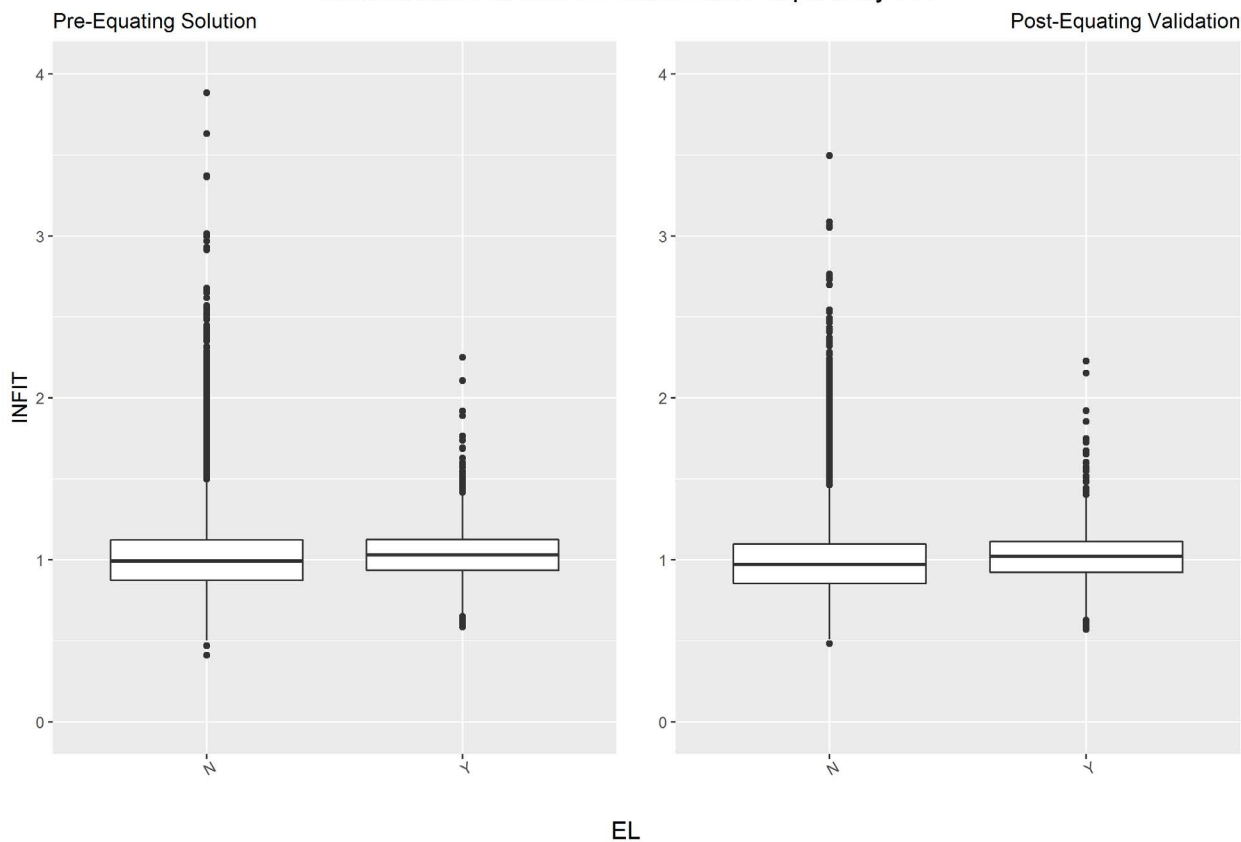 Pre-Equating Solution
Post-Equating Validation
4
3
2
1
0
INFIT
N
Y
4
3
2
1
0
N
Y
EL